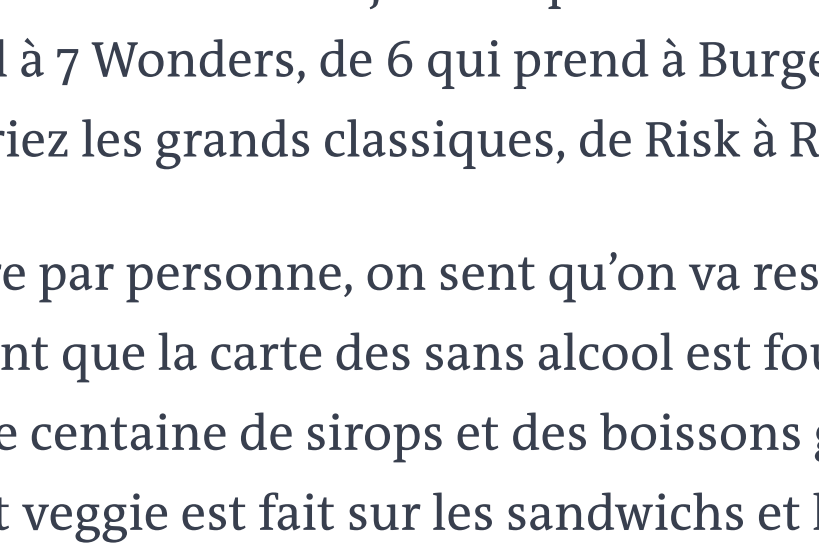 à 7 Wonders, de 6 qui prend à Burge
riez les grands classiques, de Risk à R
e par personne, on sent qu’on va res
nt que la carte des sans alcool est fou
e centaine de sirops et des boissons
t veggie est fait sur les sandwichs et